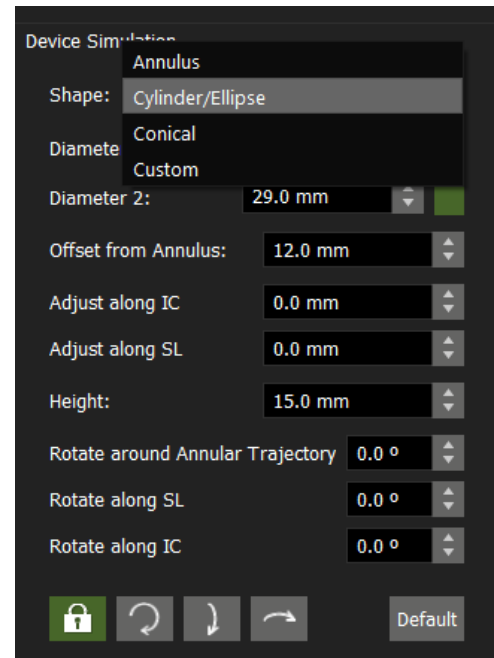 Device Simulation
Annulus
Shape: Cylinder/Ellipse
Conical
Diamete
Custom
Diameter 2: 29.0 mm
Offset from Annulus: 12.0 mm
Adjust along IC 0.0 mm
Adjust along SL 0.0 mm
Height: 15.0 mm
Rotate around Annular Trajectory 0.0 º
Rotate along SL 0.0 º
Rotate along IC 0.0 º
Default